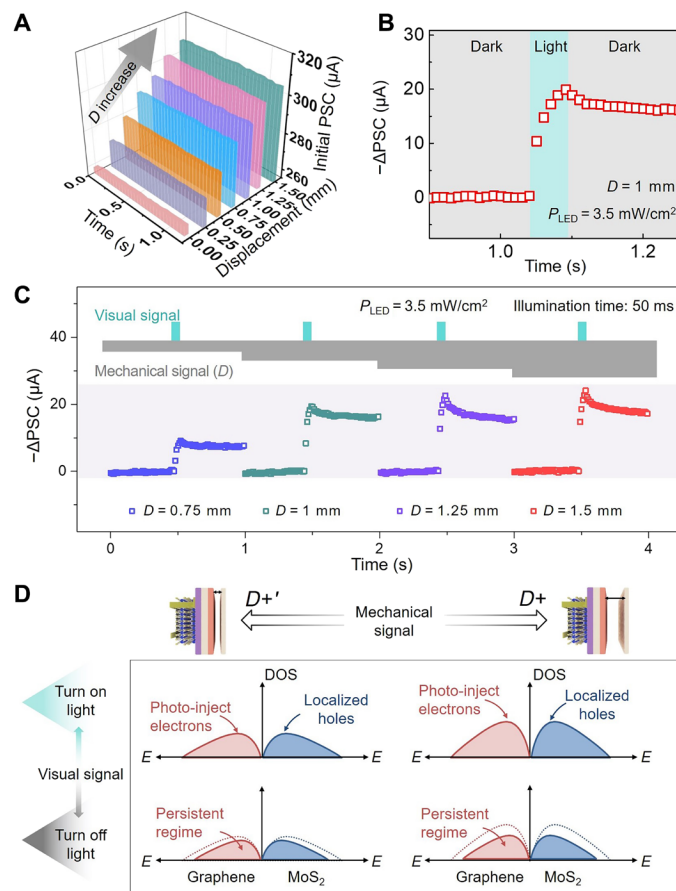 A
D increase
320
300
280
260
Initial PSC (μA)
0.0
0.5
1.0
Time (s)
1.50
1.25
1.00
0.75
0.50
0.25
0.00
Displacement (mm)
B
30
20
10
0
−ΔPSC (μA)
Dark
Light
Dark
D = 1 mm
P_LED = 3.5 mW/cm²
1.0
1.2
Time (s)
C
P_LED = 3.5 mW/cm²
Illumination time: 50 ms
Visual signal
Mechanical signal (D)
40
20
0
−ΔPSC (μA)
D = 0.75 mm
D = 1 mm
D = 1.25 mm
D = 1.5 mm
0
1
2
3
4
Time (s)
D
D+′
Mechanical
signal
D+
Turn on
light
Visual signal
Turn off
light
DOS
Photo-inject
electrons
Localized
holes
E
E
DOS
Photo-inject
electrons
Localized
holes
E
E
Persistent
regime
E
E
Graphene
MoS₂
Persistent
regime
E
E
Graphene
MoS₂